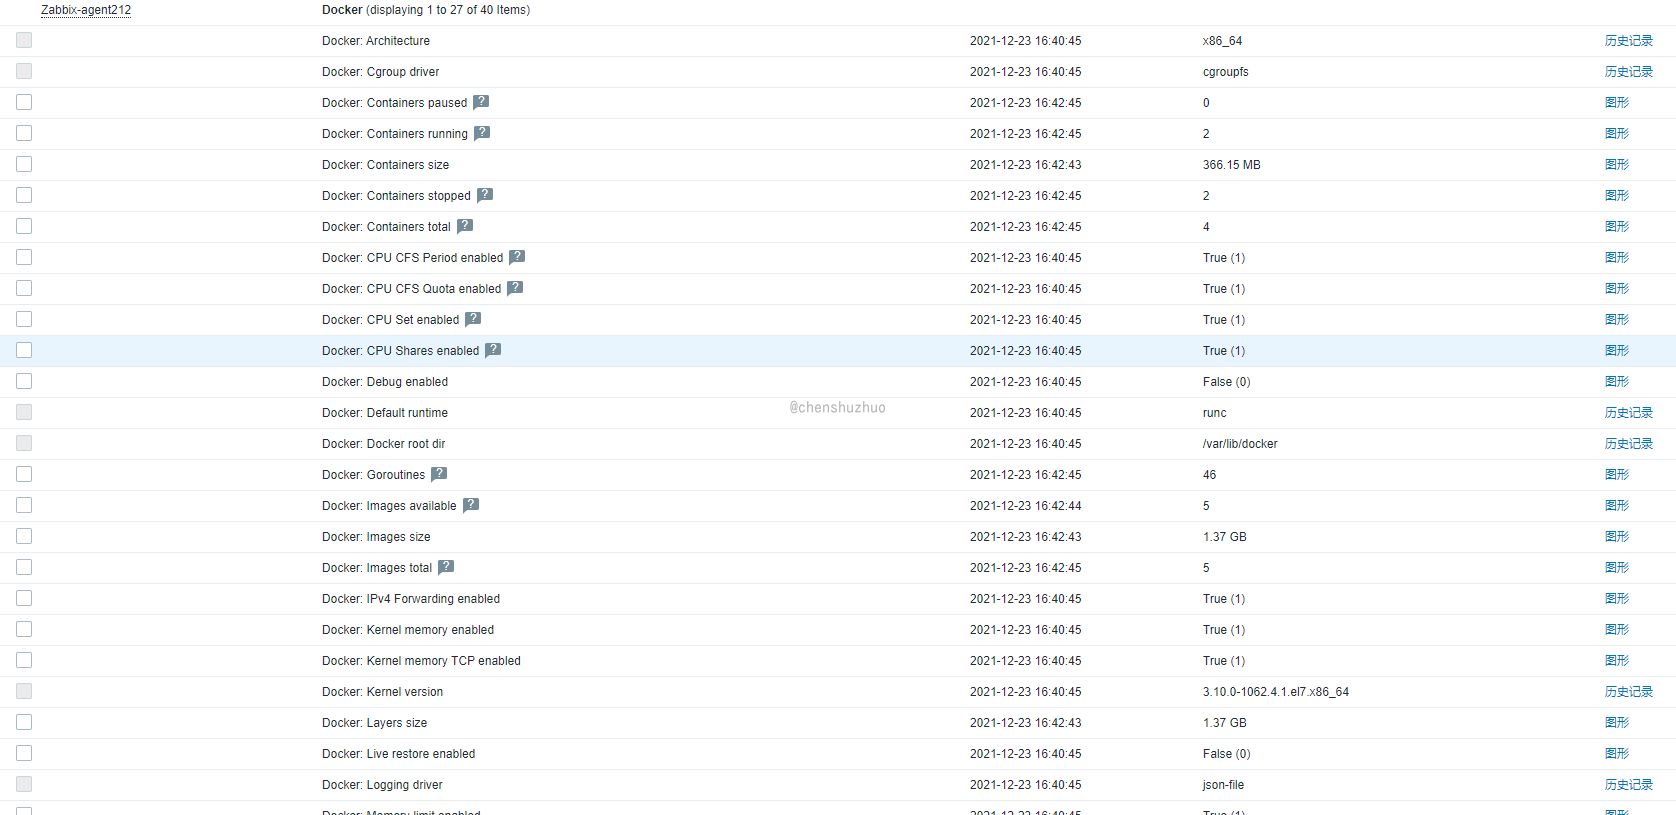 Zabbix-agent212 Docker (displaying 1 to 27 of 40 Items)
Docker: Architecture 2021-12-23 16:40:45 x86_64 历史记录
Docker: Cgroup driver 2021-12-23 16:40:45 cgroupfs 历史记录
Docker: Containers paused ? 2021-12-23 16:42:45 0 图形
Docker: Containers running ? 2021-12-23 16:42:45 2 图形
Docker: Containers size 2021-12-23 16:42:43 366.15 MB 图形
Docker: Containers stopped ? 2021-12-23 16:42:45 2 图形
Docker: Containers total ? 2021-12-23 16:42:45 4 图形
Docker: CPU CFS Period enabled ? 2021-12-23 16:40:45 True (1) 图形
Docker: CPU CFS Quota enabled ? 2021-12-23 16:40:45 True (1) 图形
Docker: CPU Set enabled ? 2021-12-23 16:40:45 True (1) 图形
Docker: CPU Shares enabled ? 2021-12-23 16:40:45 True (1) 图形
Docker: Debug enabled 2021-12-23 16:40:45 False (0) 图形
@chenshuzhuo
Docker: Default runtime 2021-12-23 16:40:45 runc 历史记录
Docker: Docker root dir 2021-12-23 16:40:45 /var/lib/docker 历史记录
Docker: Goroutines ? 2021-12-23 16:42:45 46 图形
Docker: Images available ? 2021-12-23 16:42:44 5 图形
Docker: Images size 2021-12-23 16:42:43 1.37 GB 图形
Docker: Images total ? 2021-12-23 16:42:45 5 图形
Docker: IPv4 Forwarding enabled 2021-12-23 16:40:45 True (1) 图形
Docker: Kernel memory enabled 2021-12-23 16:40:45 True (1) 图形
Docker: Kernel memory TCP enabled 2021-12-23 16:40:45 True (1) 图形
Docker: Kernel version 2021-12-23 16:40:45 3.10.0-1062.4.1.el7.x86_64 历史记录
Docker: Layers size 2021-12-23 16:42:43 1.37 GB 图形
Docker: Live restore enabled 2021-12-23 16:40:45 False (0) 图形
Docker: Logging driver 2021-12-23 16:40:45 json-file 历史记录
Docker: Memory limit enabled 2021-12-23 16:40:45 True (1) 图形